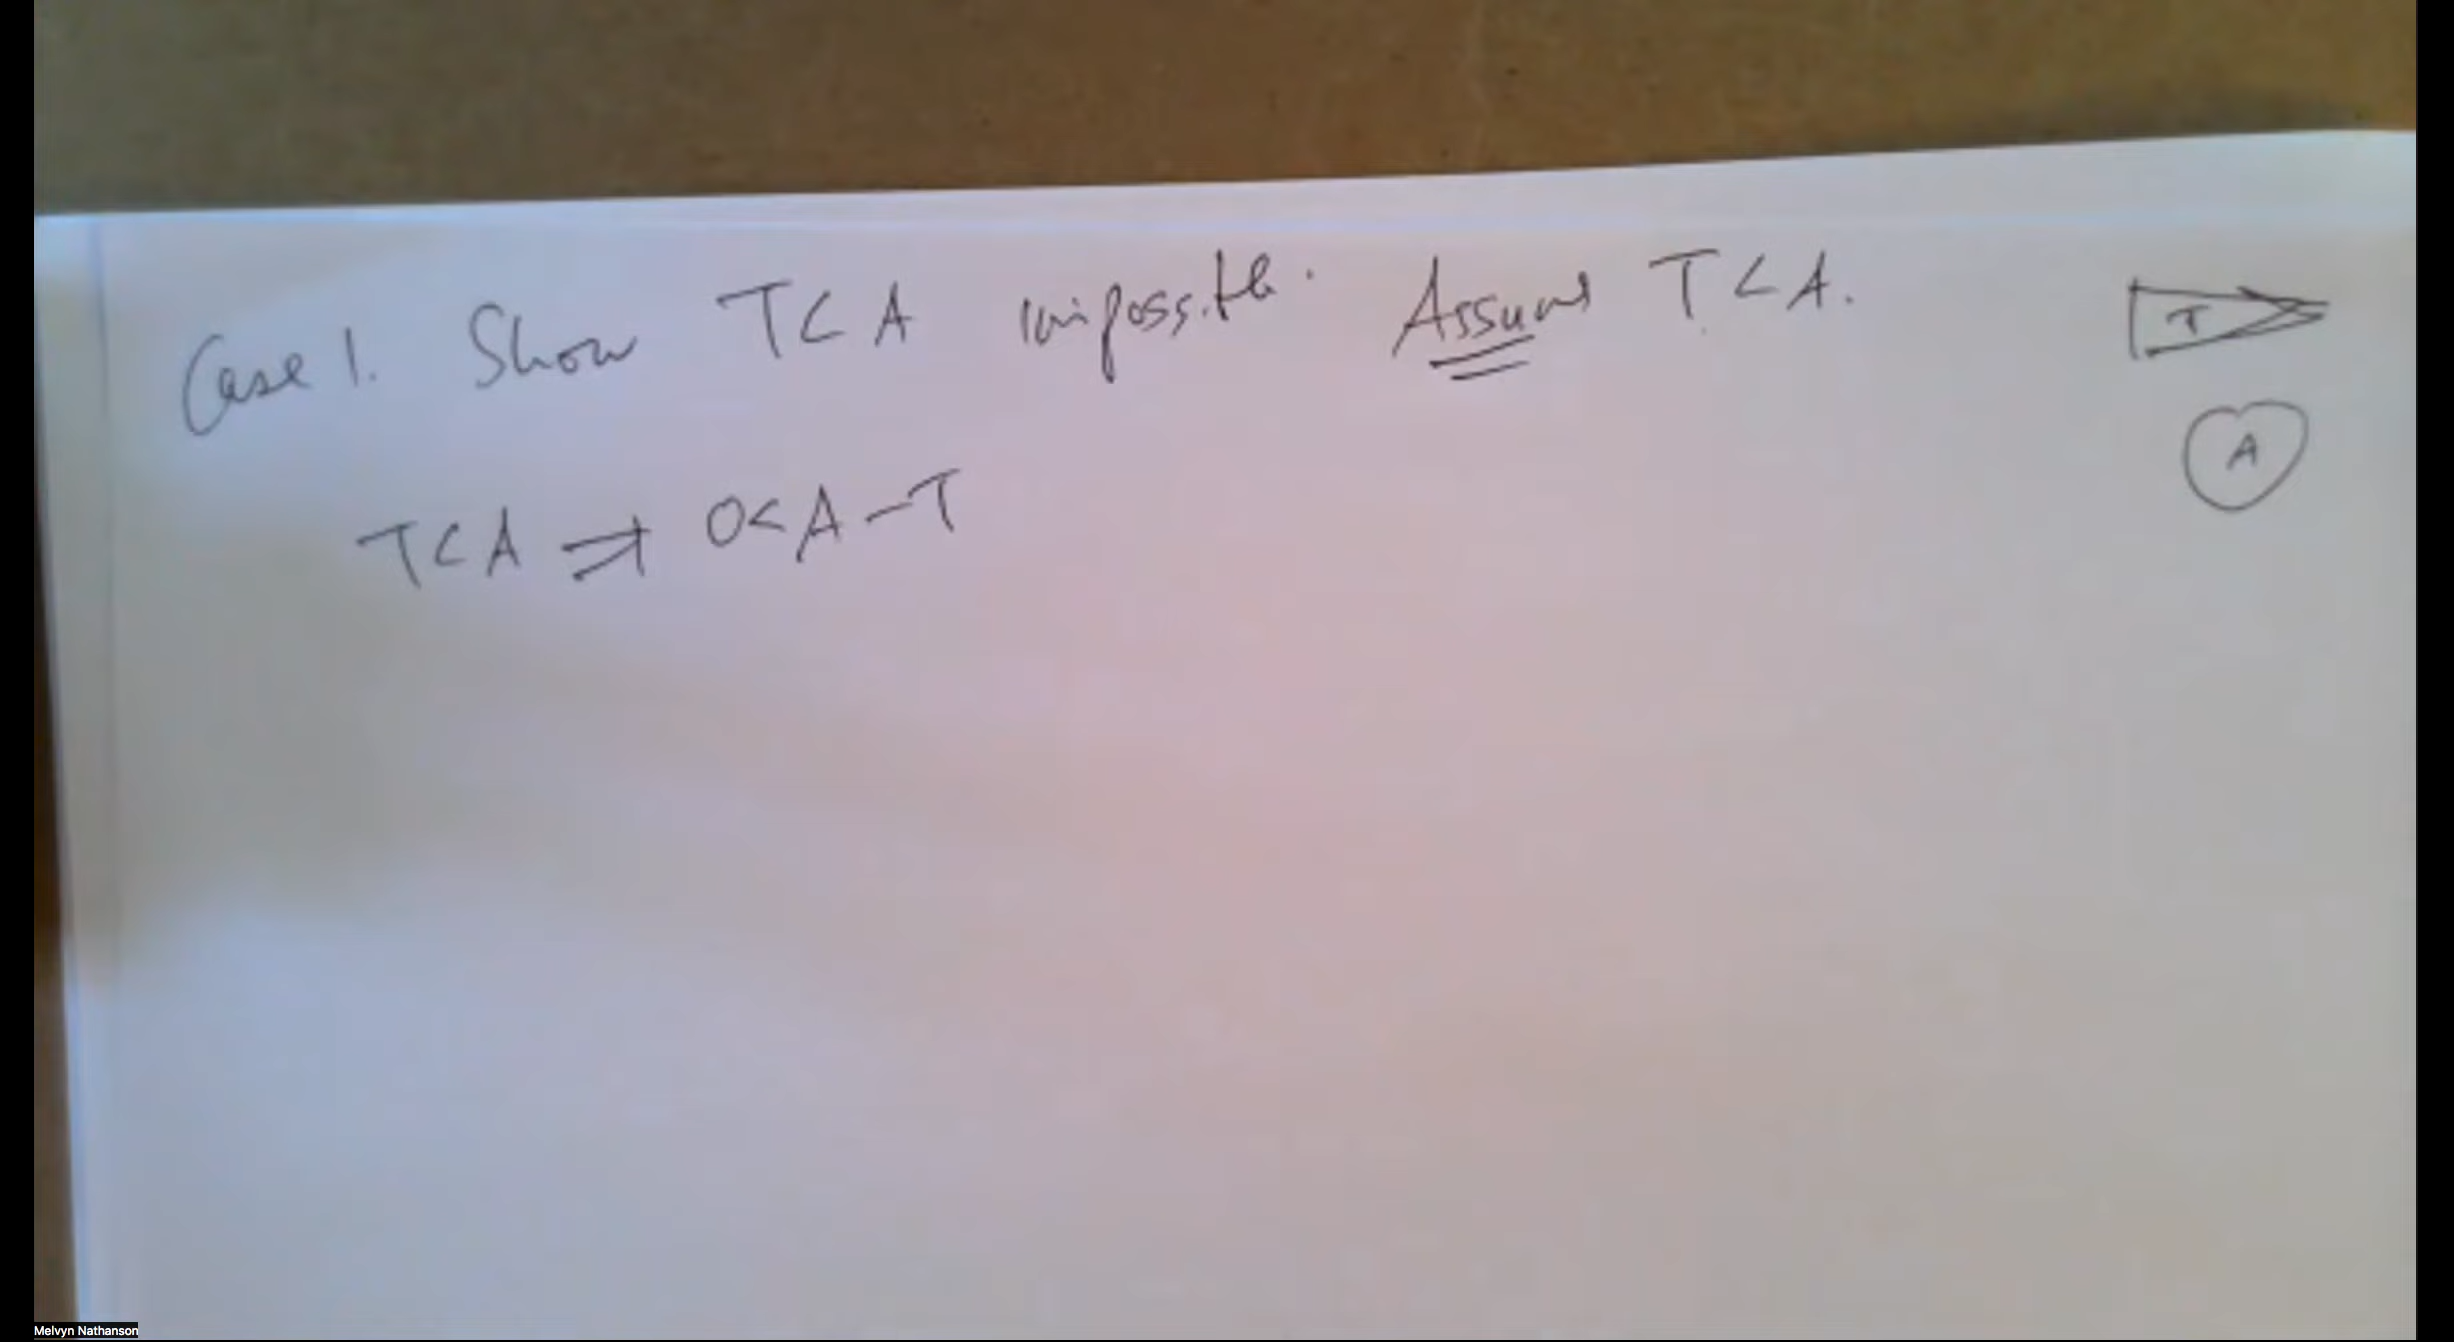 Case 1. Show T < A impossible. Assume T < A.
T
A
T < A ⇒ 0 < A - T
Melvyn Nathanson